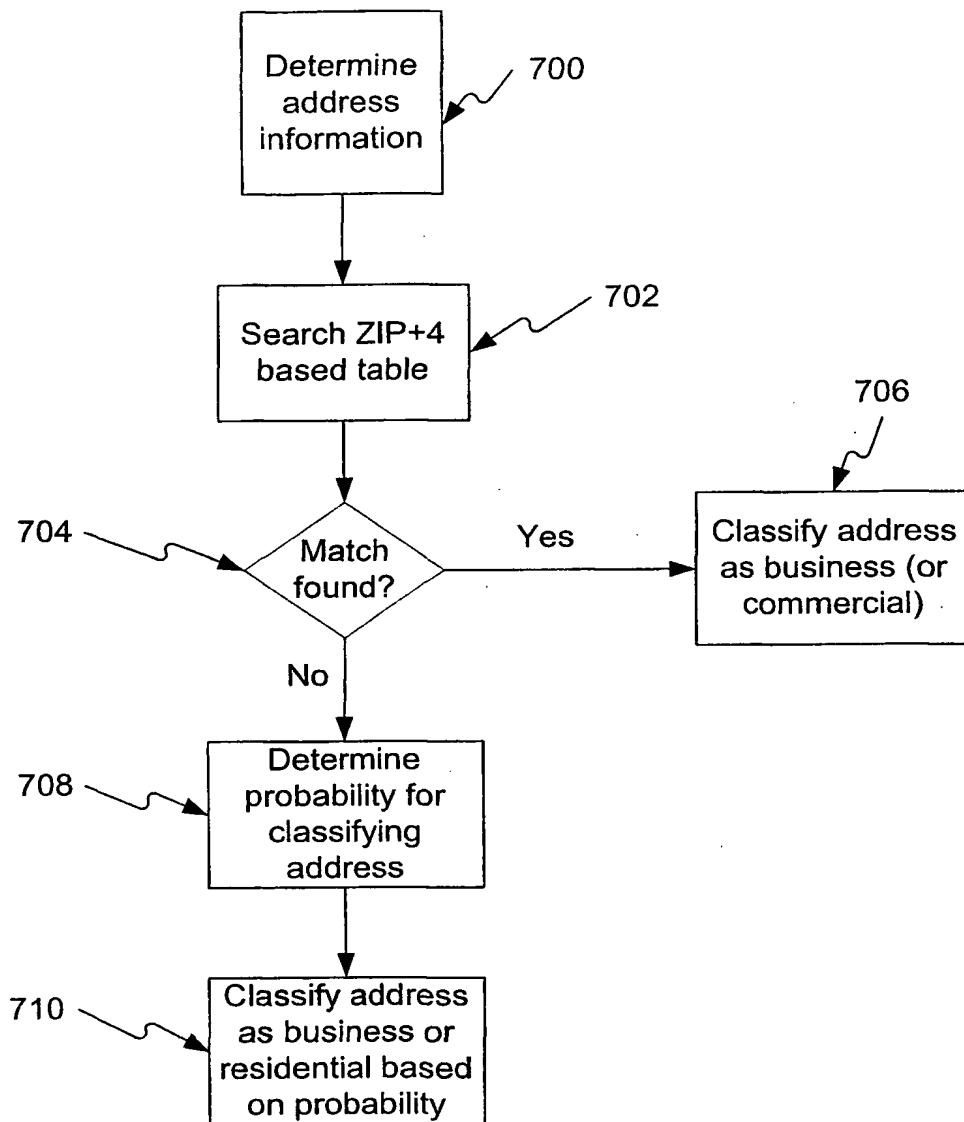 Determine
address
information
700
Search ZIP+4
based table
702
706
704
Match
found?
Yes
Classify address
as business (or
commercial)
No
708
Determine
probability for
classifying
address
710
Classify address
as business or
residential based
on probability